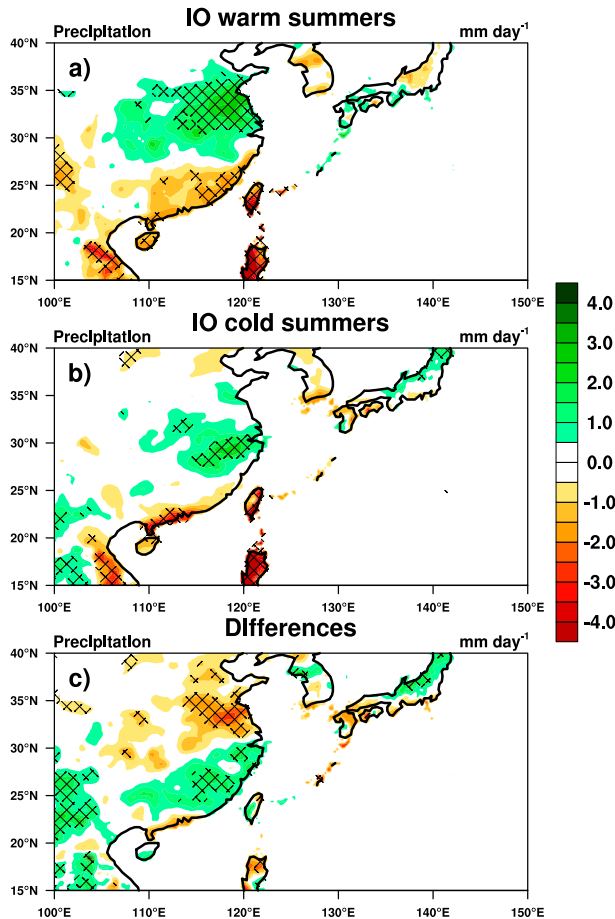 IO warm summers
Precipitation mm day-1
a)
40°N
35°N
30°N
25°N
20°N
15°N
100°E 110°E 120°E 130°E 140°E 150°E
IO cold summers
Precipitation mm day-1
b)
40°N
35°N
30°N
25°N
20°N
15°N
100°E 110°E 120°E 130°E 140°E 150°E
Differences
Precipitation mm day-1
c)
40°N
35°N
30°N
25°N
20°N
15°N
100°E 110°E 120°E 130°E 140°E 150°E
4.0
3.0
2.0
1.0
0.0
-1.0
-2.0
-3.0
-4.0